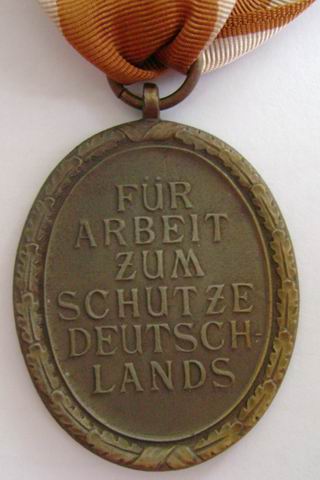 FÜR
ARBEIT
ZUM
SCHUTZE
DEUTSCH-
LANDS